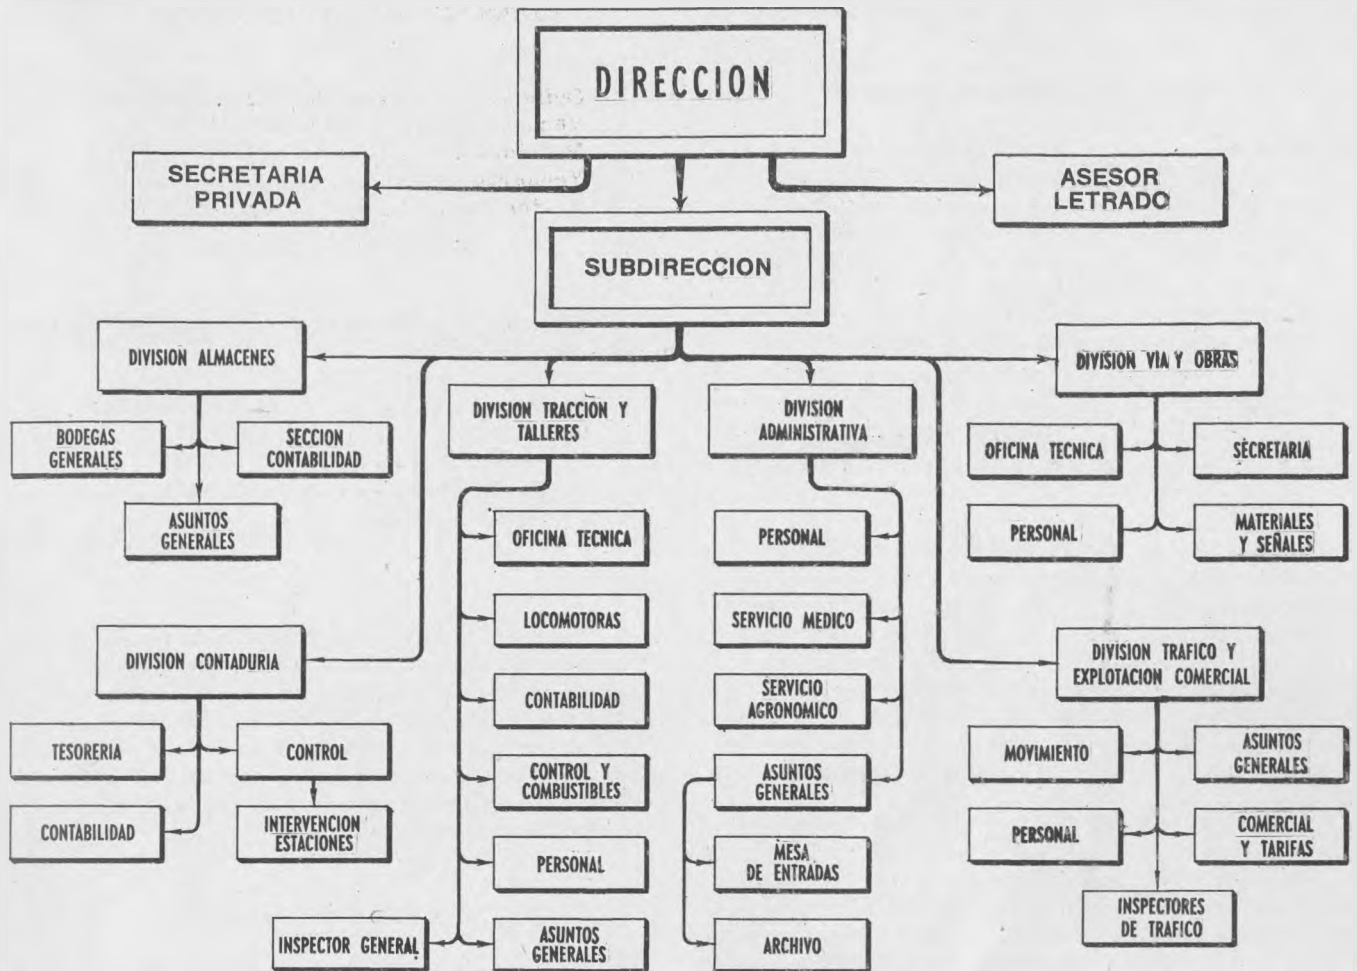 DIRECCION
SECRETARIA
PRIVADA
ASESOR
LETRADO
SUBDIRECCION
DIVISION ALMACENES
BODEGAS
GENERALES
SECCION
CONTABILIDAD
ASUNTOS
GENERALES
DIVISION CONTADURIA
TESORERIA
CONTROL
CONTABILIDAD
INTERVENCION
ESTACIONES
DIVISION TRACCION Y
TALLERES
OFICINA TECNICA
LOCOMOTORAS
CONTABILIDAD
CONTROL Y
COMBUSTIBLES
PERSONAL
INSPECTOR GENERAL
ASUNTOS
GENERALES
DIVISION
ADMINISTRATIVA
PERSONAL
SERVICIO MEDICO
SERVICIO
AGRONOMICO
ASUNTOS
GENERALES
MESA
DE ENTRADAS
ARCHIVO
DIVISION VIA Y OBRAS
OFICINA TECNICA
SECRETARIA
PERSONAL
MATERIALES
Y SEÑALES
DIVISION TRAFICO Y
EXPLOTACION COMERCIAL
MOVIMIENTO
ASUNTOS
GENERALES
PERSONAL
COMERCIAL
Y TARIFAS
INSPECTORES
DE TRAFICO